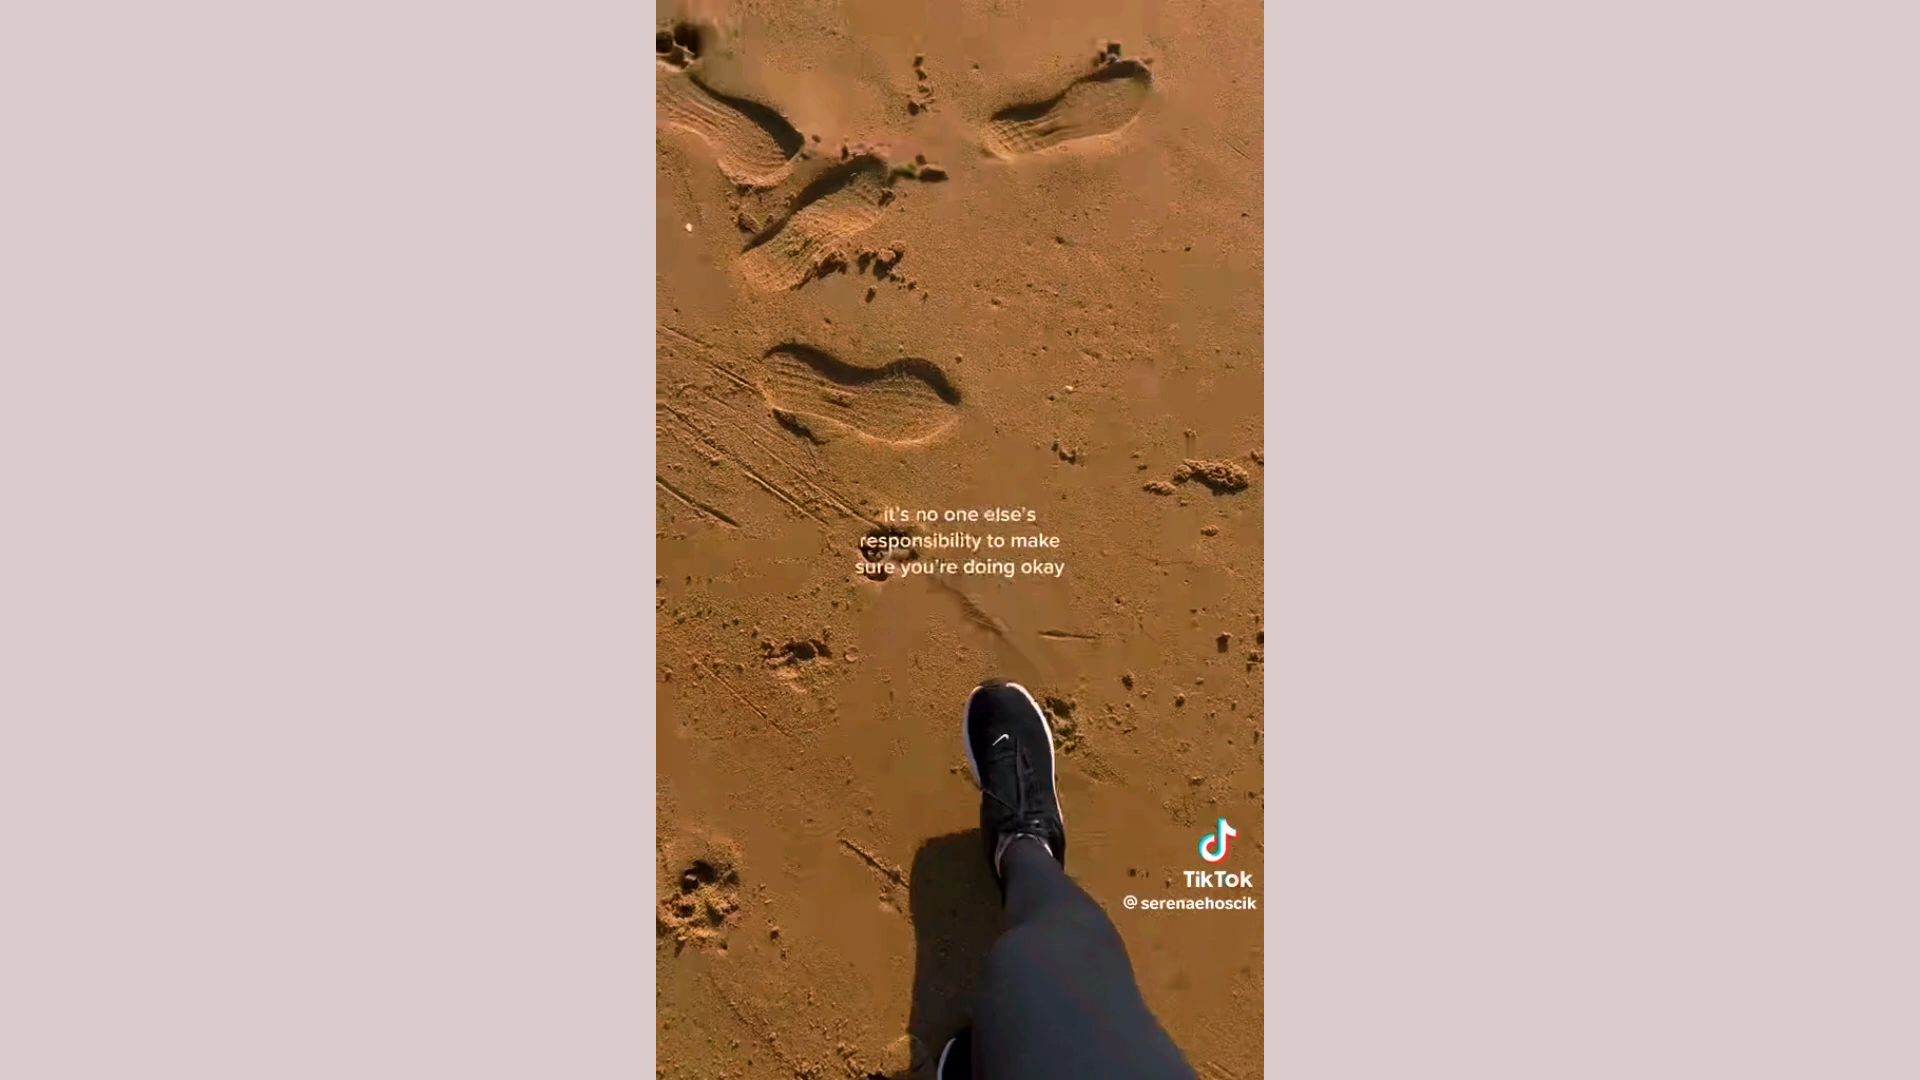 it's no one else's
responsibility to make
sure you're doing okay
TikTok
@serenaehoscik